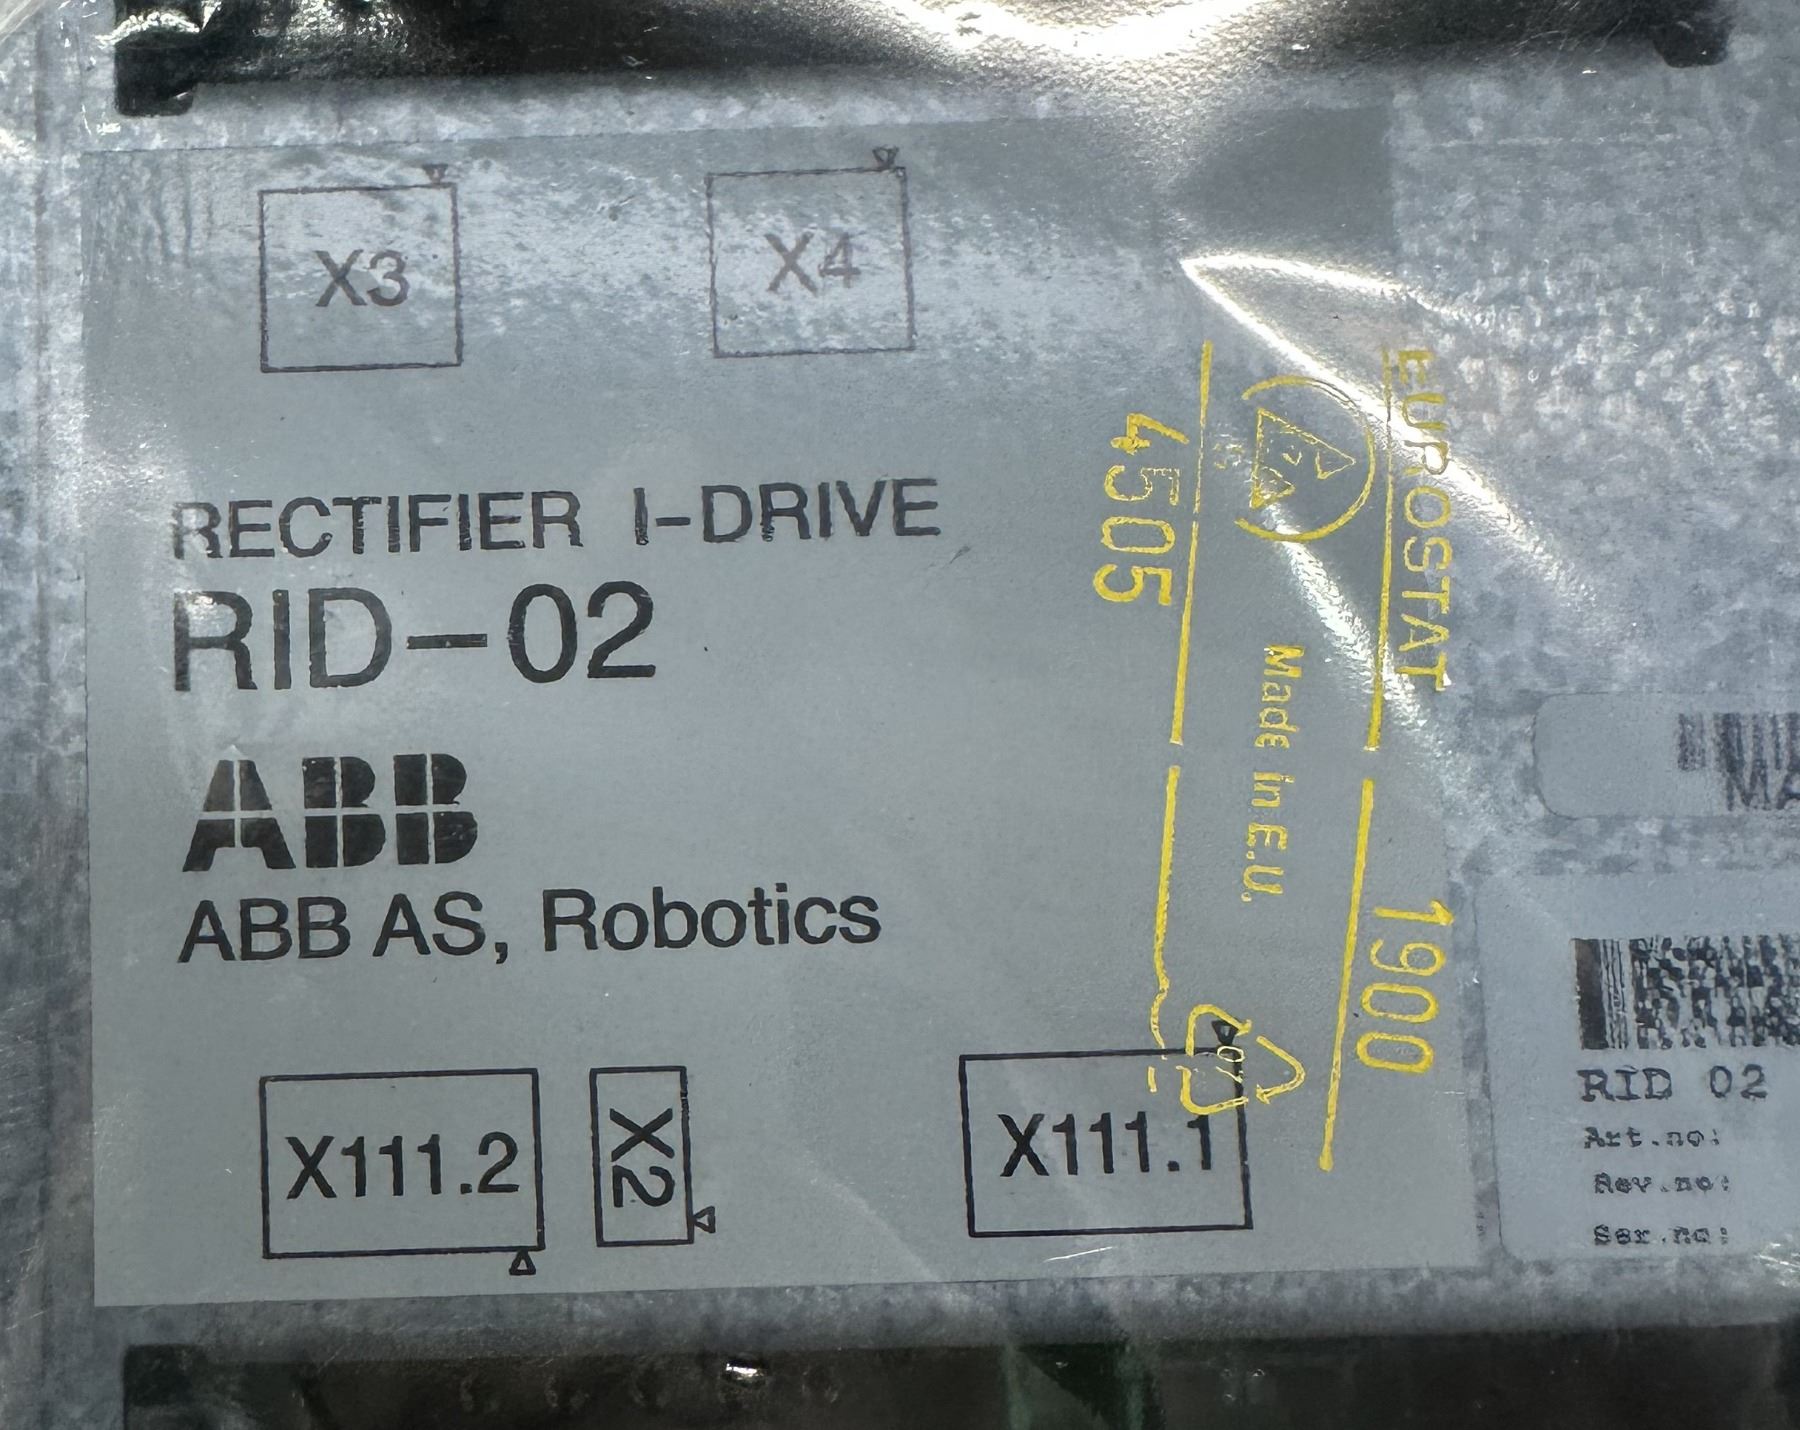 X3
X4
RECTIFIER I-DRIVE
RID-02
ABB
ABB AS, Robotics
X111.2
X2
X111.1
EUROSTAT
1900
Made in E.U.
4505
RID 02
Art.no:
Rev.no:
Ser.no: